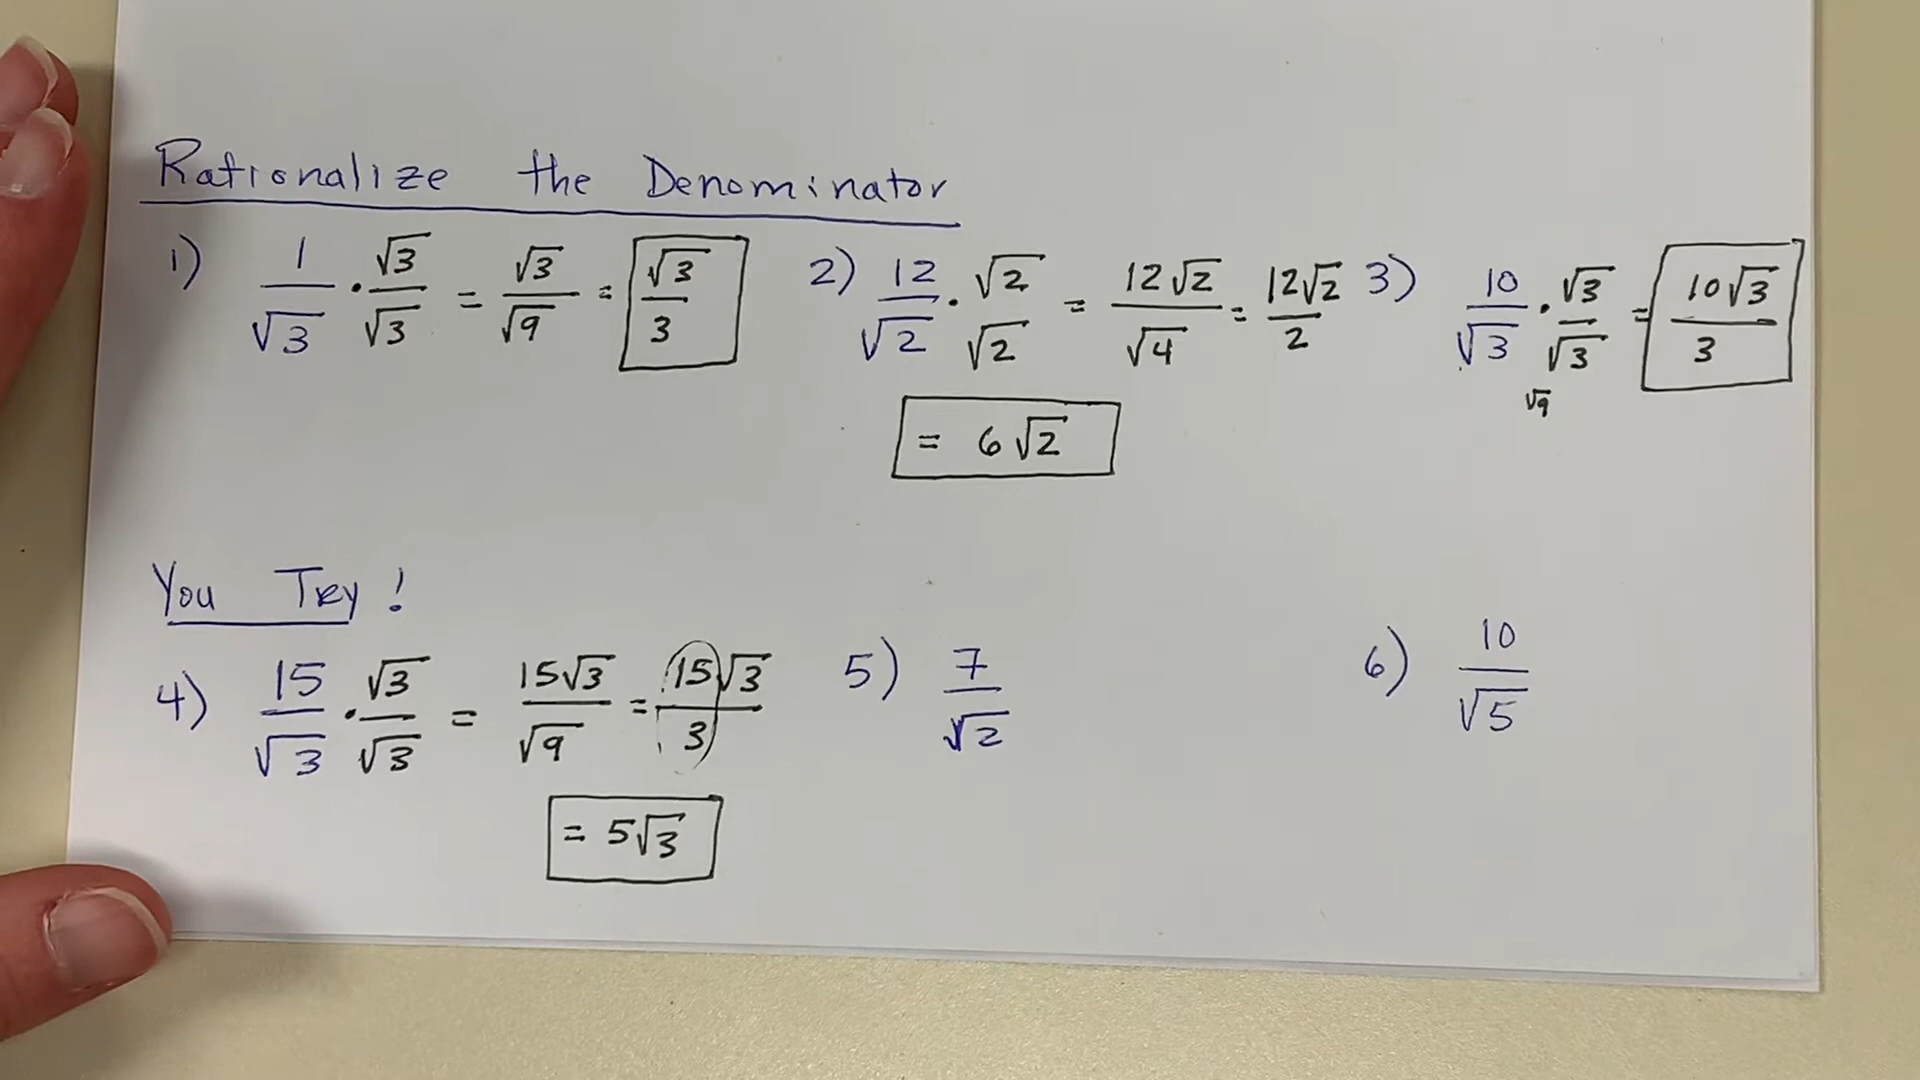 Rationalize the Denominator
1) 1/√3 · √3/√3 = √3/√9 = √3/3
2) 12/√2 · √2/√2 = 12√2/√4 = 12√2/2
= 6√2
3) 10/√3 · √3/√3 = 10√3/3
√9
You Try!
4) 15/√3 · √3/√3 = 15√3/√9 = 15√3/3
= 5√3
5) 7/√2
6) 10/√5